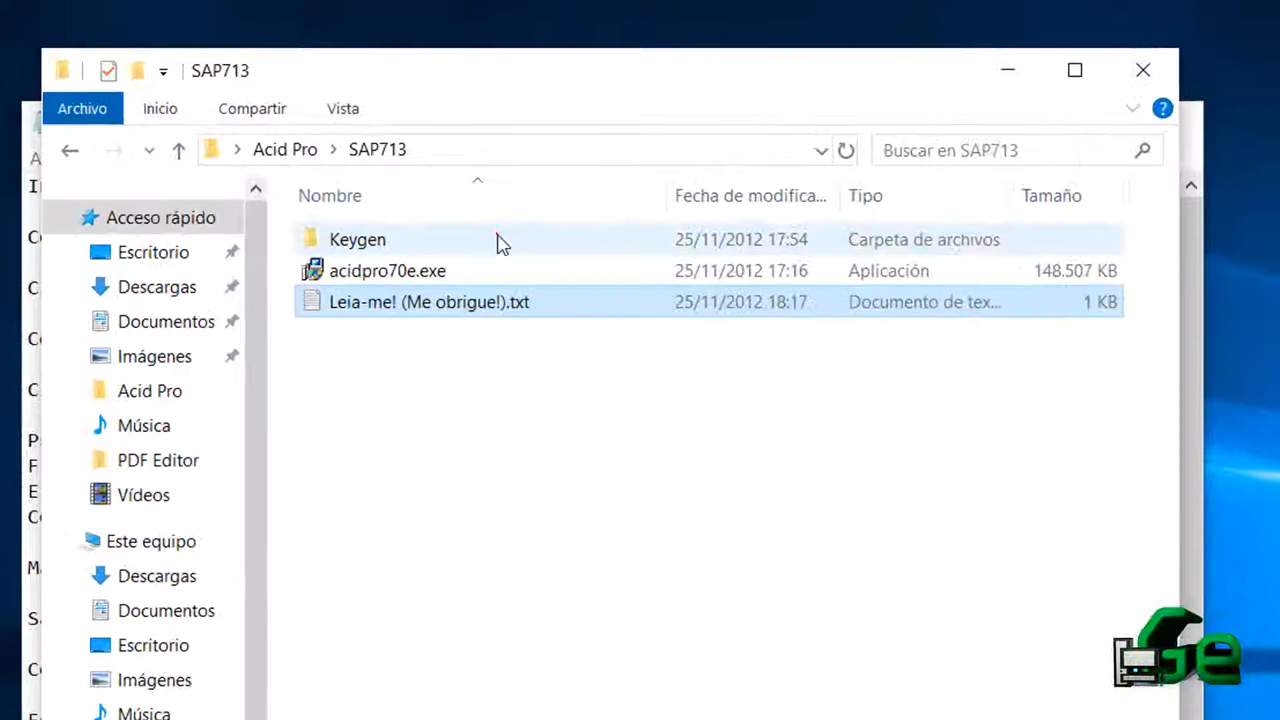 SAP713
Archivo Inicio Compartir Vista
Acid Pro SAP713 Buscar en SAP713
Nombre Fecha de modifica... Tipo Tamaño
Keygen 25/11/2012 17:54 Carpeta de archivos
acidpro70e.exe 25/11/2012 17:16 Aplicación 148.507 KB
Leia-me! (Me obrigue!).txt 25/11/2012 18:17 Documento de tex... 1 KB
Acceso rápido
Escritorio
Descargas
Documentos
Imágenes
Acid Pro
Música
PDF Editor
Vídeos
Este equipo
Descargas
Documentos
Escritorio
Imágenes
Música
Ge